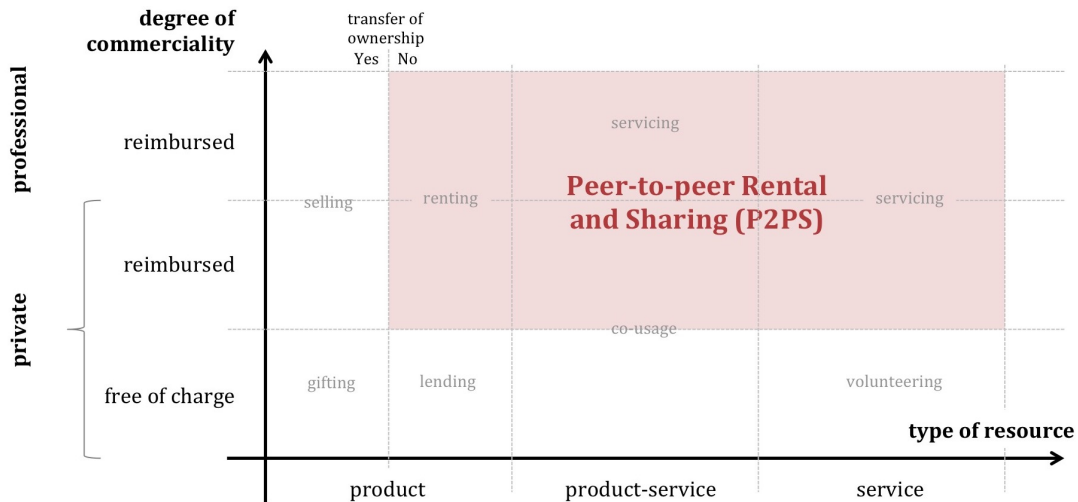 degree of
commerciality
transfer of
ownership
Yes No
professional
reimbursed
servicing
Peer-to-peer Rental
and Sharing (P2PS)
selling
renting
servicing
reimbursed
private
co-usage
free of charge
gifting
lending
volunteering
type of resource
product
product-service
service